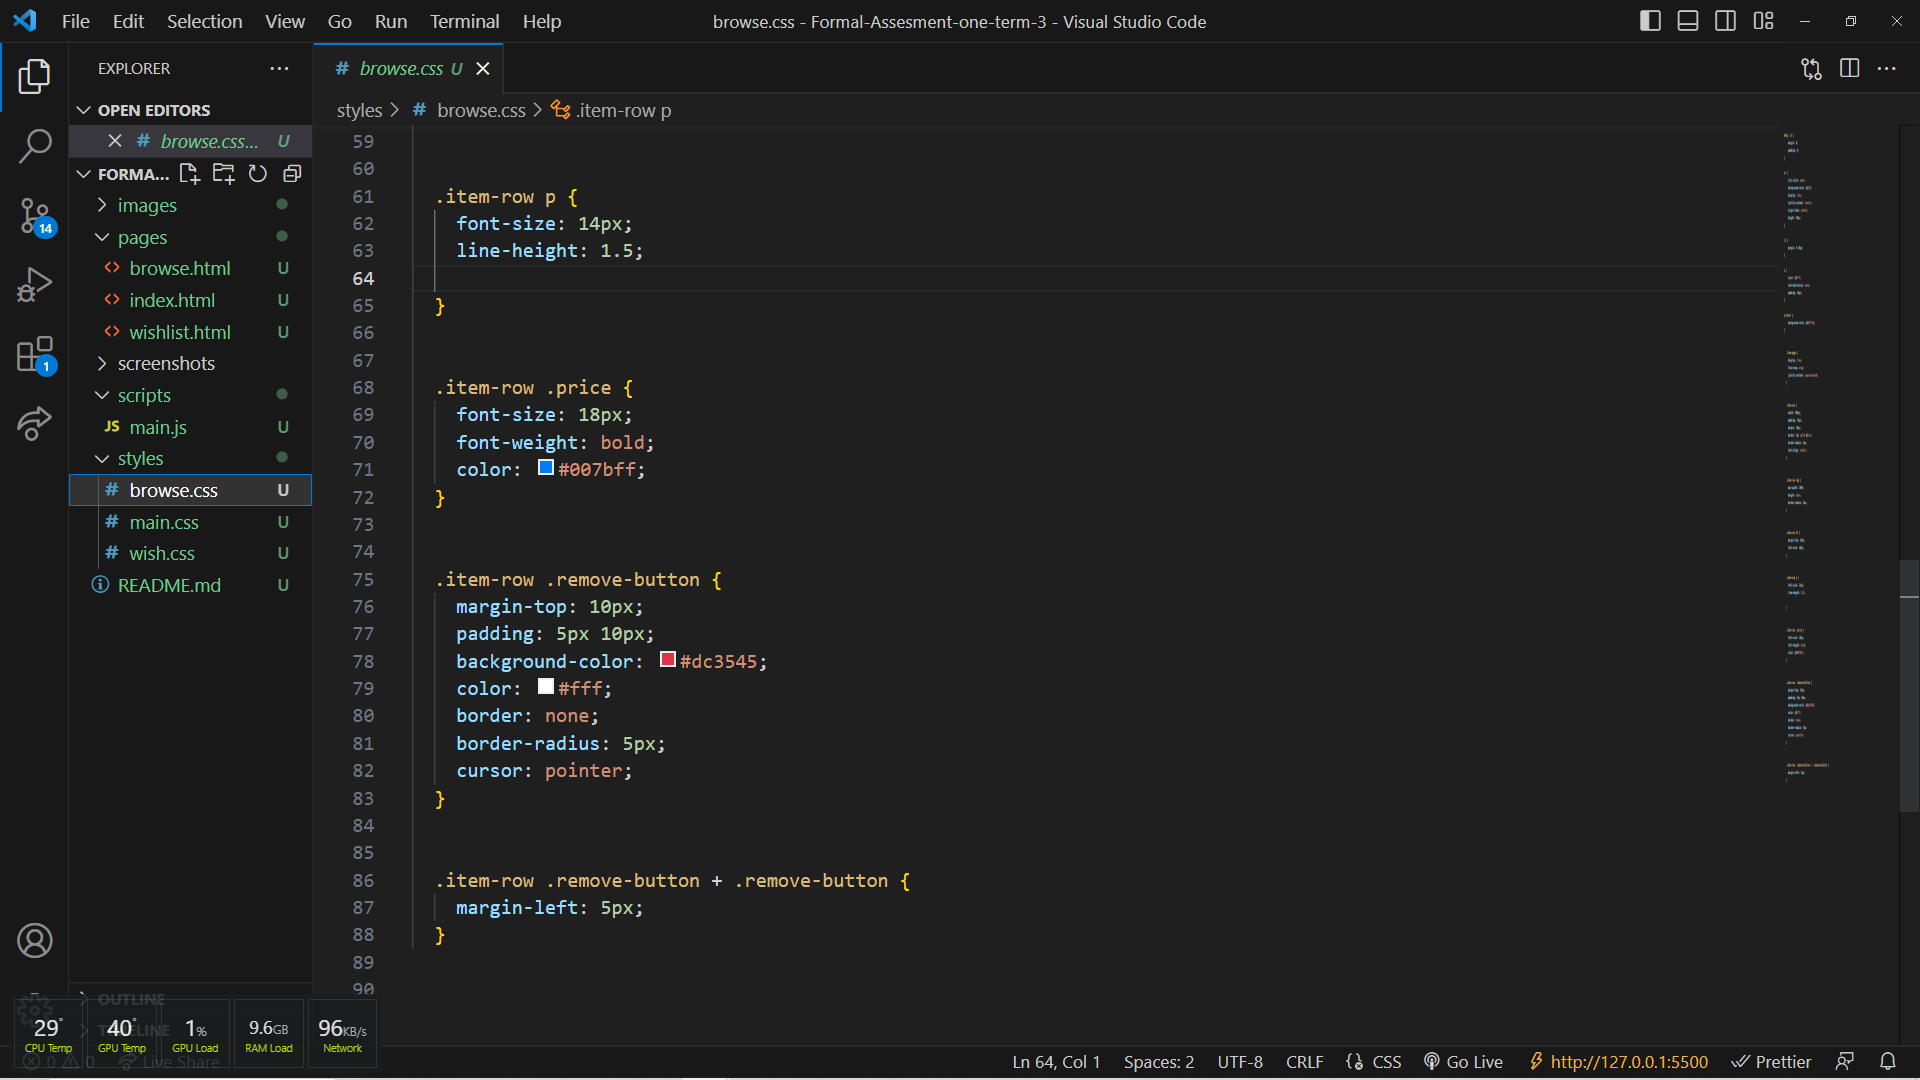 File Edit Selection View Go Run Terminal Help
browse.css - Formal-Assesment-one-term-3 - Visual Studio Code
EXPLORER
# browse.css U
OPEN EDITORS
# browse.css... U
FORMA...
images
pages
<> browse.html U
<> index.html U
<> wishlist.html U
screenshots
scripts
JS main.js U
styles
# browse.css U
# main.css U
# wish.css U
README.md U
OUTLINE
TIMELINE
14
1
styles > # browse.css > .item-row p
59
60
61 .item-row p {
62 font-size: 14px;
63 line-height: 1.5;
64
65 }
66
67
68 .item-row .price {
69 font-size: 18px;
70 font-weight: bold;
71 color: #007bff;
72 }
73
74
75 .item-row .remove-button {
76 margin-top: 10px;
77 padding: 5px 10px;
78 background-color: #dc3545;
79 color: #fff;
80 border: none;
81 border-radius: 5px;
82 cursor: pointer;
83 }
84
85
86 .item-row .remove-button + .remove-button {
87 margin-left: 5px;
88 }
89
90
29° 40° 1% 9.6GB 96KB/s
CPU Temp GPU Temp GPU Load RAM Load Network
0 0 Live Share
Ln 64, Col 1 Spaces: 2 UTF-8 CRLF CSS Go Live http://127.0.0.1:5500 Prettier